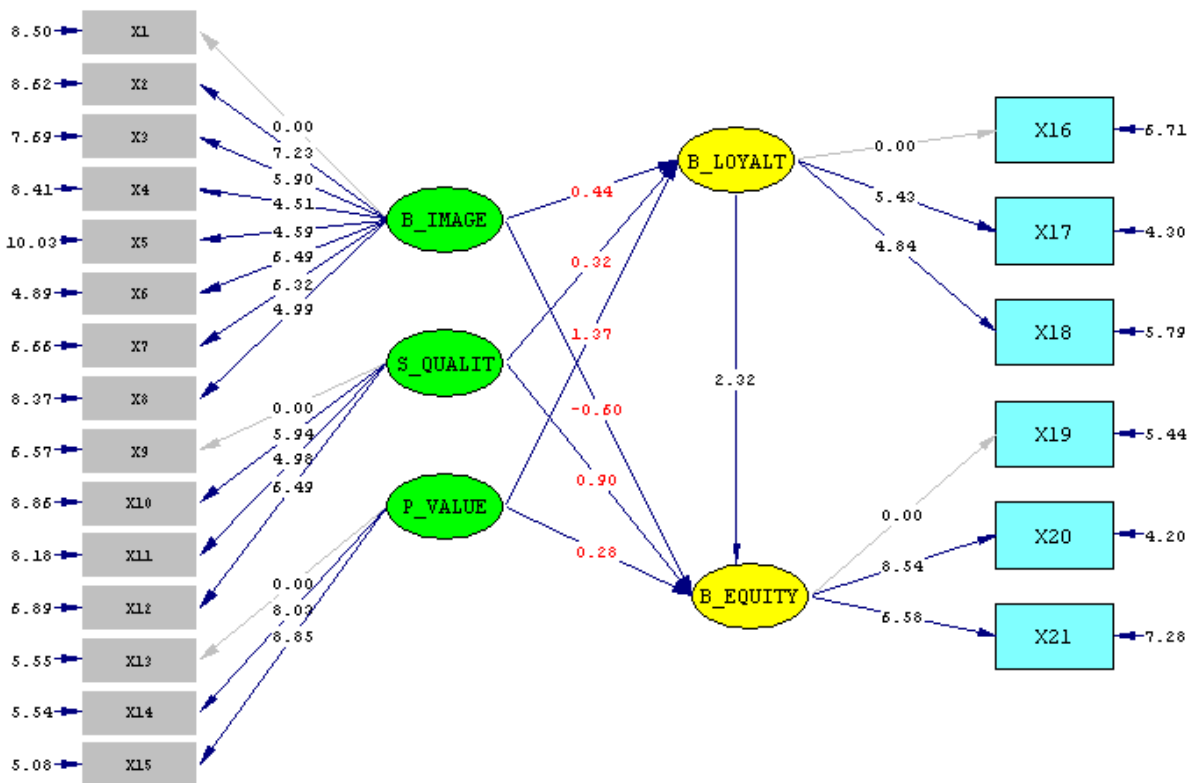 8.50 X1
8.62 X2
7.69 X3
8.41 X4
10.03 X5
4.89 X6
6.66 X7
8.37 X8
6.57 X9
8.86 X10
8.18 X11
6.89 X12
5.55 X13
5.54 X14
5.08 X15
0.00
7.23
5.90
4.51
4.59
6.49
6.32
4.99
0.00
5.94
4.98
6.49
0.00
8.03
8.85
B_IMAGE
S_QUALIT
P_VALUE
0.44
0.32
1.37
-0.60
0.90
0.28
B_LOYALT
2.32
B_EQUITY
0.00
5.43
4.84
0.00
8.54
6.58
X16 6.71
X17 4.30
X18 5.79
X19 5.44
X20 4.20
X21 7.28